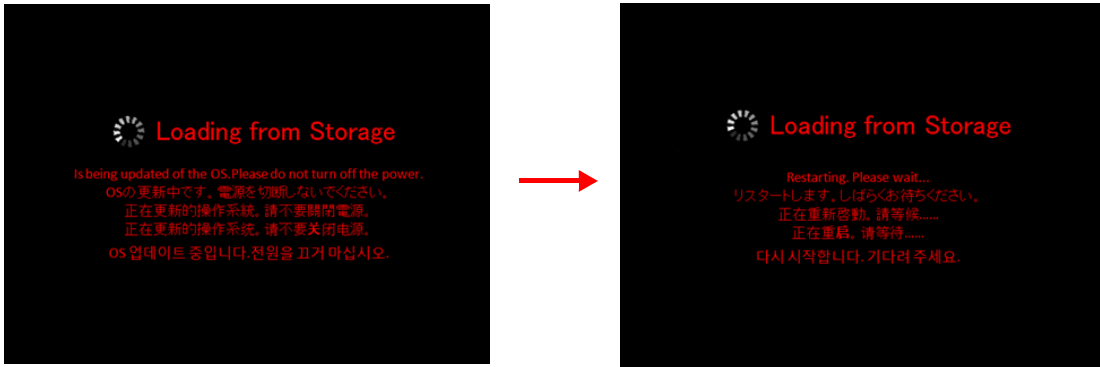 Loading from Storage
Is being updated of the OS.Please do not turn off the power.
OSの更新中です。電源を切断しないでください。
正在更新的操作系統。請不要關閉電源。
正在更新的操作系统。请不要关闭电源。
OS 업데이트 중입니다.전원을 끄거 마십시오.
Loading from Storage
Restarting. Please wait...
リスタートします。しばらくお待ちください。
正在重新啓動。請等候......
正在重启。请等待......
다시 시작합니다. 기다려 주세요.